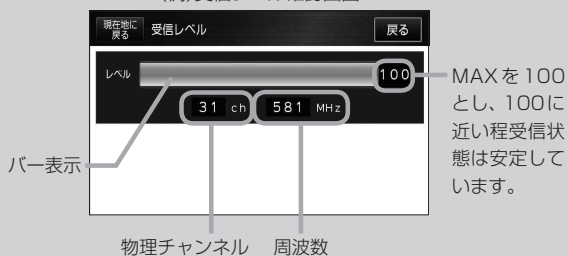 現在地に
戻る
受信レベル
戻る
レベル
100
31 ch
581 MHz
MAXを100
とし、100に
近い程受信状
態は安定して
います。
バー表示
物理チャンネル
周波数